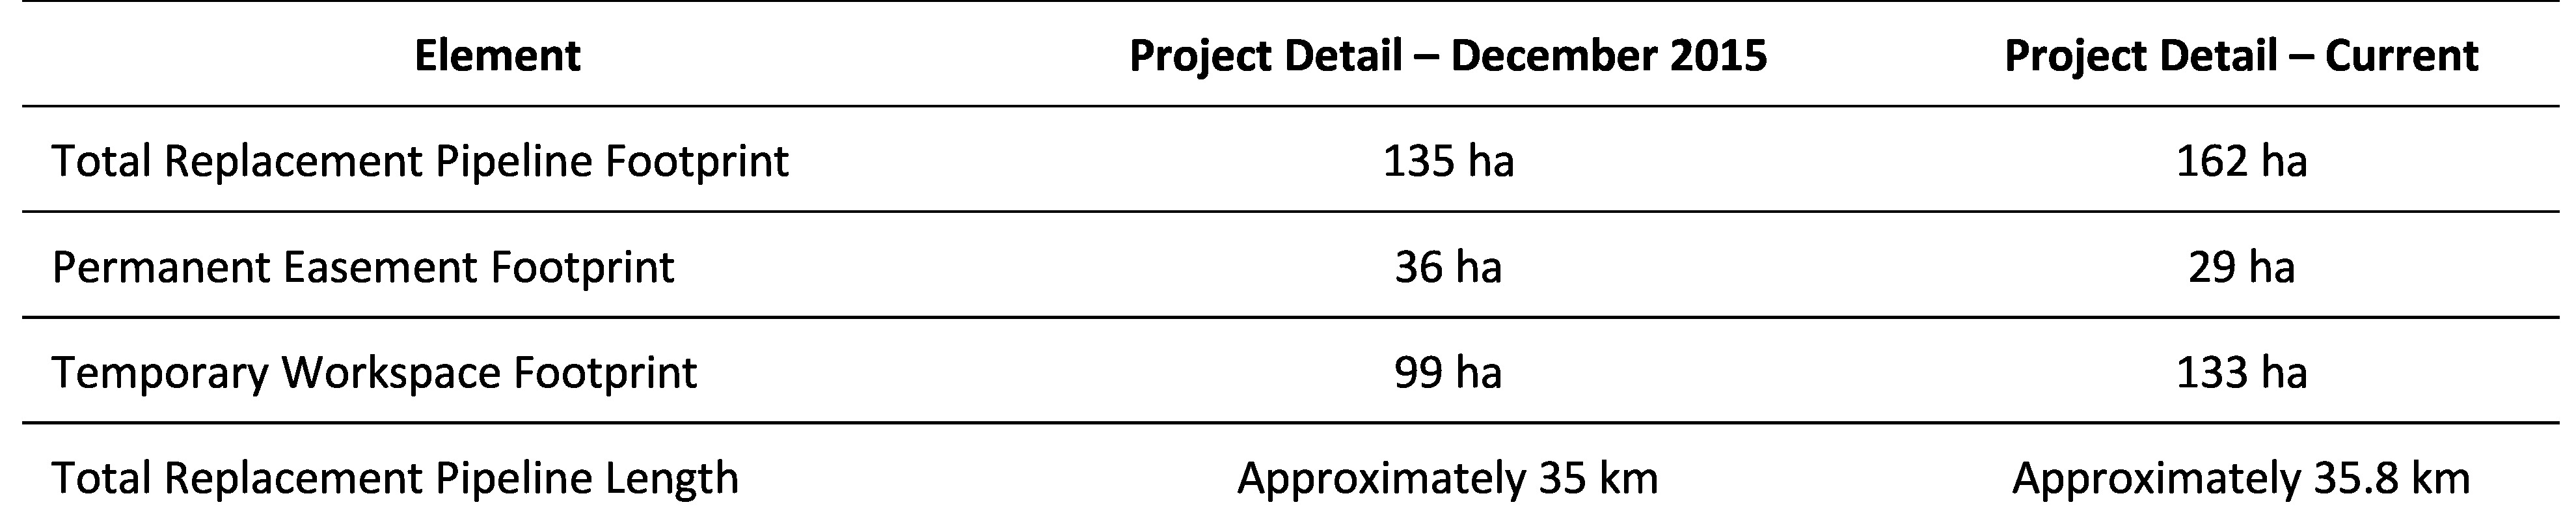 Element Project Detail – December 2015 Project Detail – Current
Total Replacement Pipeline Footprint 135 ha 162 ha
Permanent Easement Footprint 36 ha 29 ha
Temporary Workspace Footprint 99 ha 133 ha
Total Replacement Pipeline Length Approximately 35 km Approximately 35.8 km